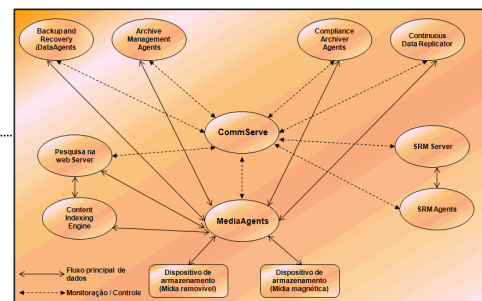 Backup and
Recovery
iDataAgents
Archive
Management
Agents
Compliance
Archiver
Agents
Continuous
Data Replicator
CommServe
Pesquisa na
web Server
SRM Server
Content
Indexing
Engine
MediaAgents
SRM Agents
Fluxo principal de
dados
Monitoração / Controle
Dispositivo de
armazenamento
(Mídia removível)
Dispositivo de
armazenamento
(Mídia magnética)